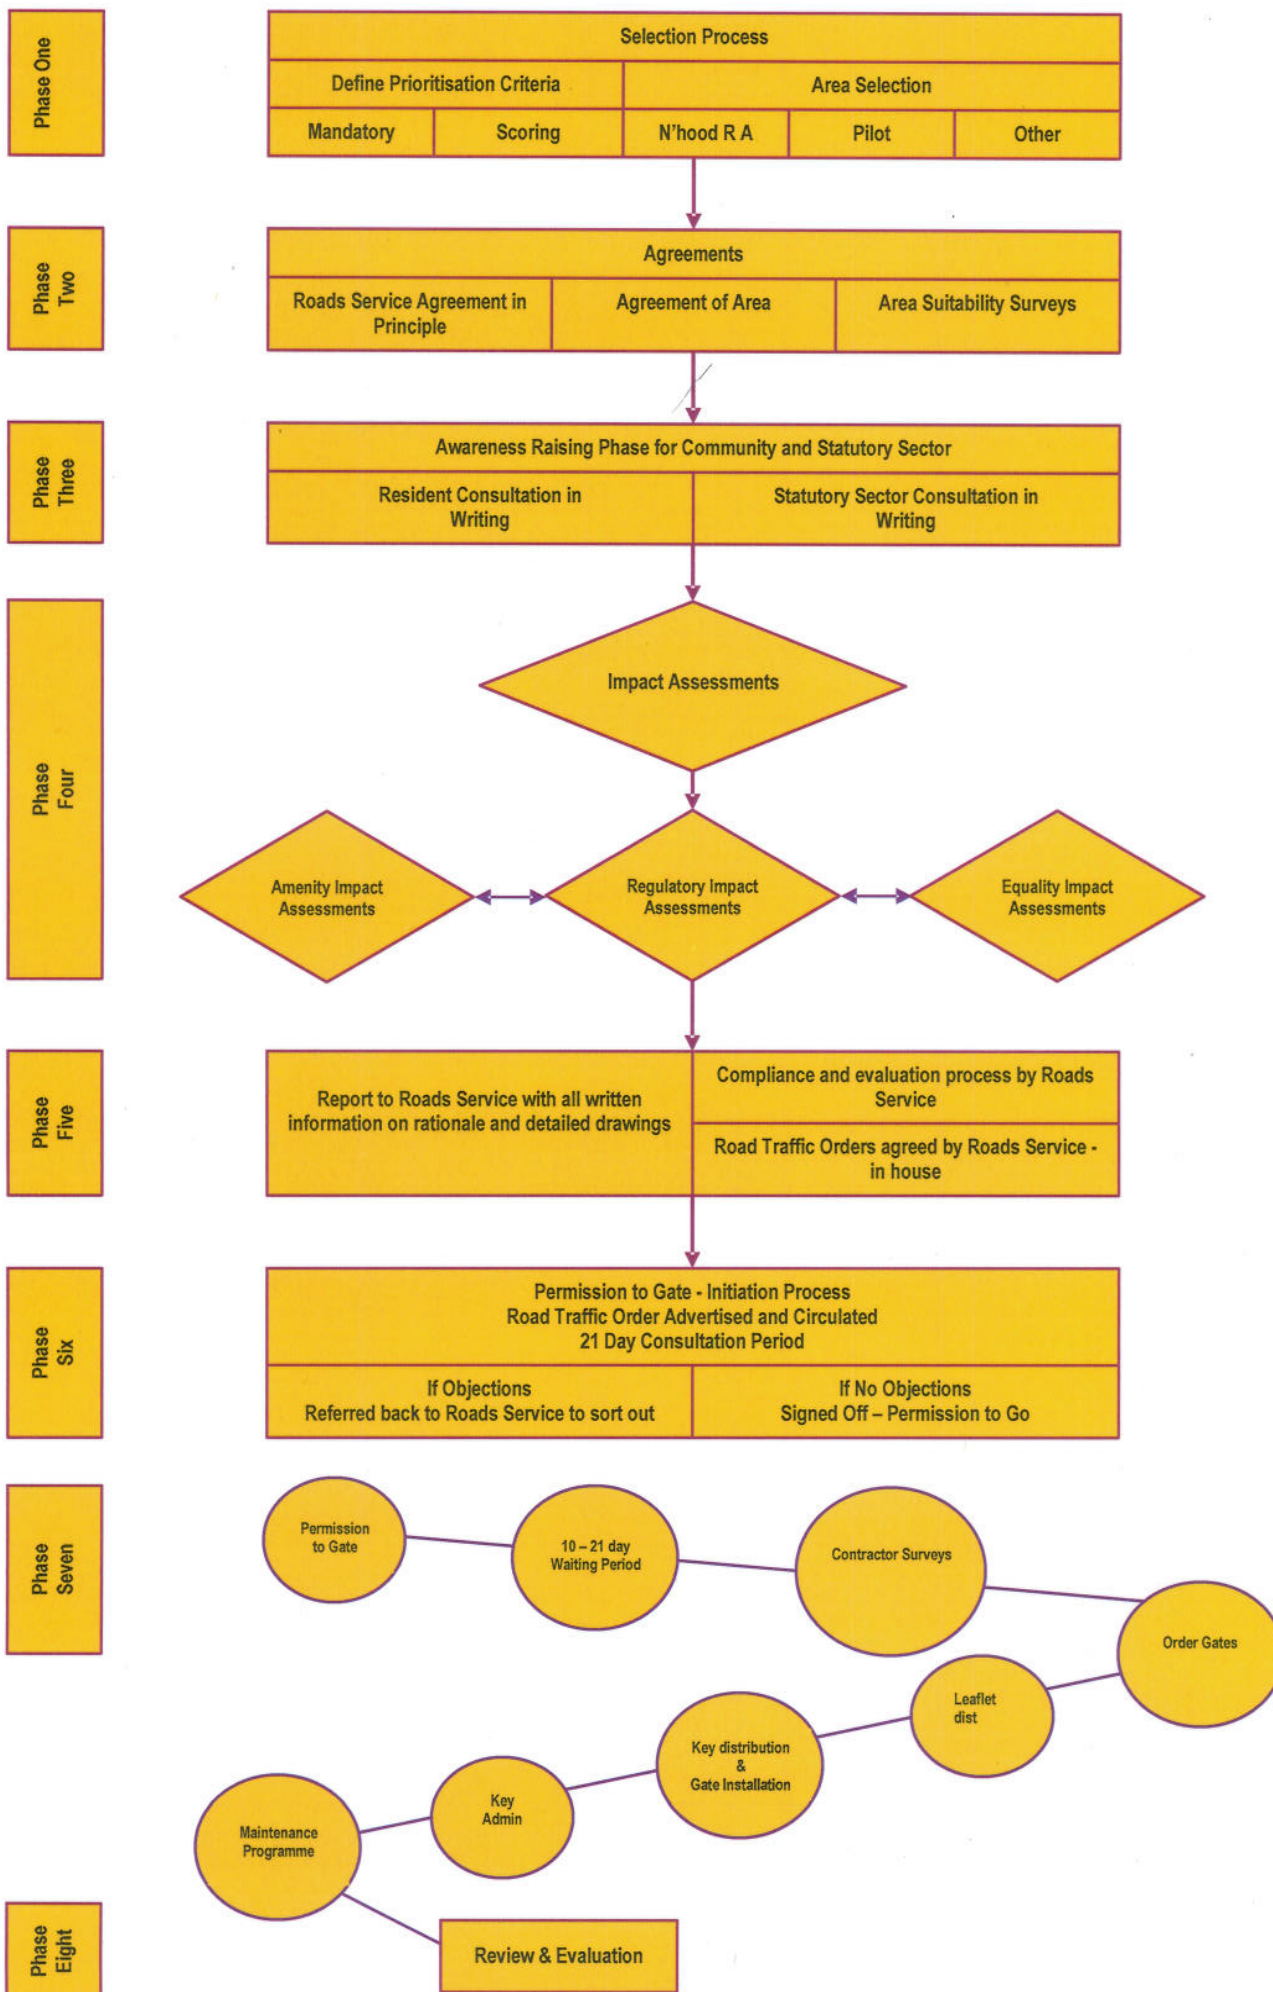 Phase One
Selection Process
Define Prioritisation Criteria
Area Selection
Mandatory
Scoring
N'hood R A
Pilot
Other
Phase
Two
Agreements
Roads Service Agreement in
Principle
Agreement of Area
Area Suitability Surveys
Phase
Three
Awareness Raising Phase for Community and Statutory Sector
Resident Consultation in
Writing
Statutory Sector Consultation in
Writing
Phase
Four
Impact Assessments
Amenity Impact
Assessments
Regulatory Impact
Assessments
Equality Impact
Assessments
Phase
Five
Report to Roads Service with all written
information on rationale and detailed drawings
Compliance and evaluation process by Roads
Service
Road Traffic Orders agreed by Roads Service -
in house
Phase
Six
Permission to Gate - Initiation Process
Road Traffic Order Advertised and Circulated
21 Day Consultation Period
If Objections
Referred back to Roads Service to sort out
If No Objections
Signed Off – Permission to Go
Phase
Seven
Permission
to Gate
10 – 21 day
Waiting Period
Contractor Surveys
Order Gates
Leaflet
dist
Key distribution
&
Gate Installation
Key
Admin
Maintenance
Programme
Phase
Eight
Review & Evaluation